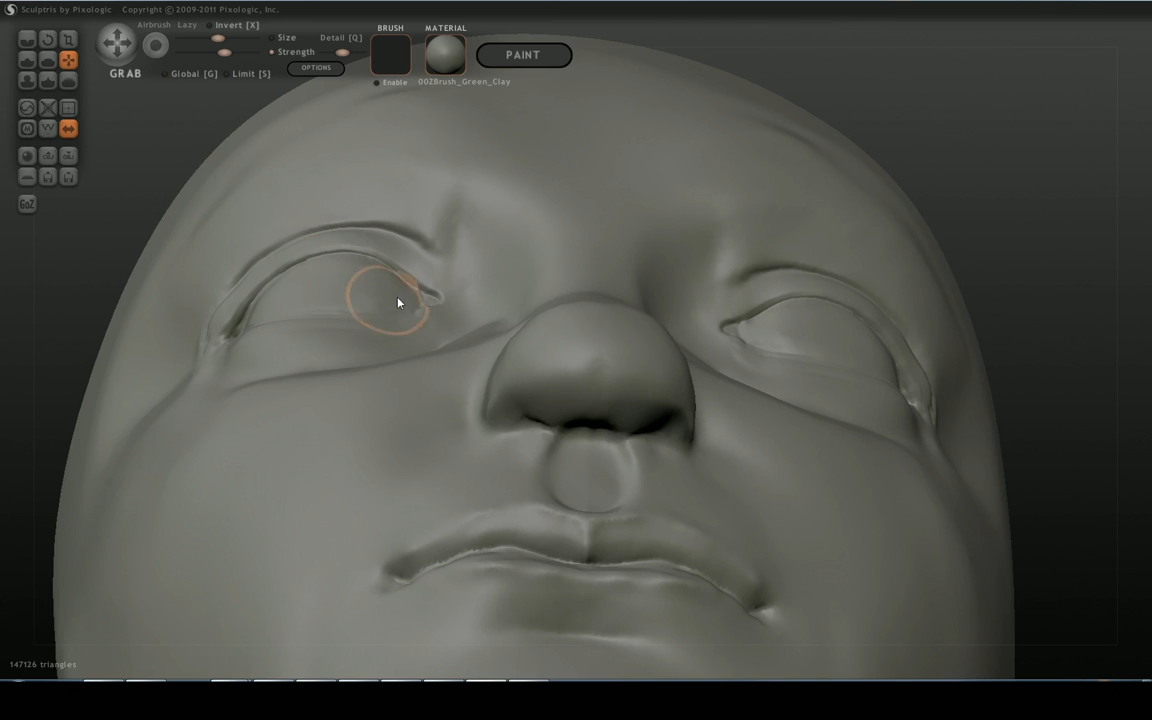 Sculptris by Pixologic Copyright © 2009-2011 Pixologic, Inc.
Airbrush Lazy Invert [X]
BRUSH MATERIAL
Size Detail [Q]
Strength
PAINT
OPTIONS
GRAB Global [G] Limit [S]
Enable 00ZBrush_Green_Clay
GoZ
147126 triangles